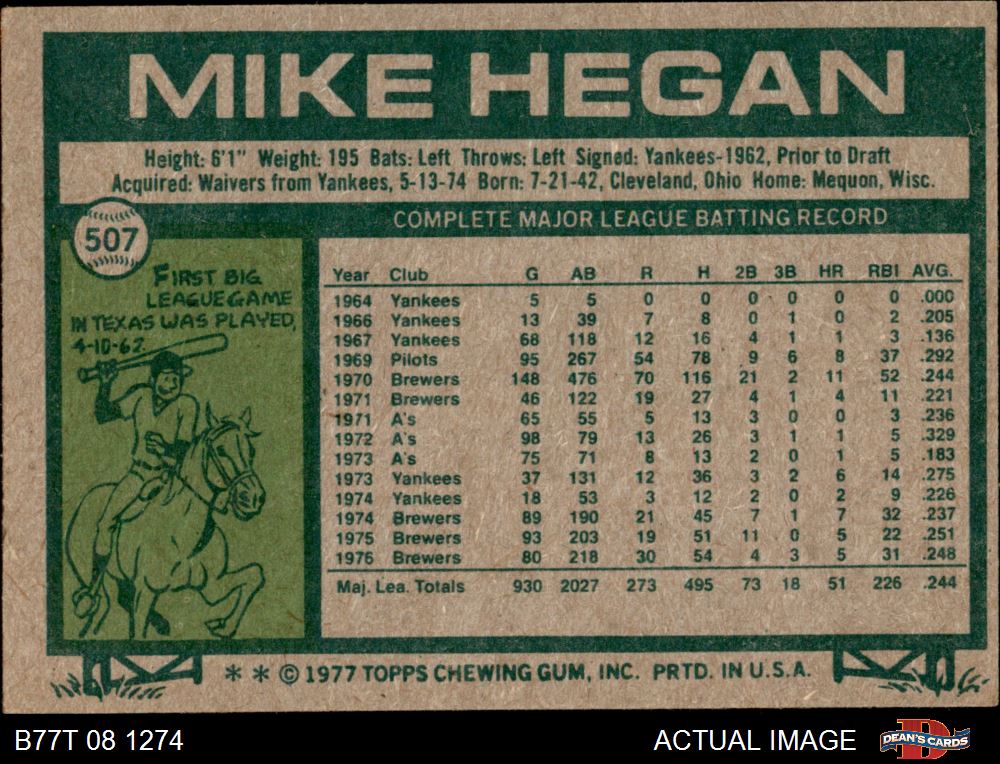 MIKE HEGAN
Height: 6'1" Weight: 195 Bats: Left Throws: Left Signed: Yankees-1962, Prior to Draft
Acquired: Waivers from Yankees, 5-13-74 Born: 7-21-42, Cleveland, Ohio Home: Mequon, Wisc.
507
FIRST BIG
LEAGUE GAME
IN TEXAS WAS PLAYED,
4-10-62.
COMPLETE MAJOR LEAGUE BATTING RECORD
Year Club G AB R H 2B 3B HR RBI AVG.
1964 Yankees 5 5 0 0 0 0 0 0 .000
1966 Yankees 13 39 7 8 0 1 0 2 .205
1967 Yankees 68 118 12 16 4 1 1 3 .136
1969 Pilots 95 267 54 78 9 6 8 37 .292
1970 Brewers 148 476 70 116 21 2 11 52 .244
1971 Brewers 46 122 19 27 4 1 4 11 .221
1971 A's 65 55 5 13 3 0 0 3 .236
1972 A's 98 79 13 26 3 1 1 5 .329
1973 A's 75 71 8 13 2 0 1 5 .183
1973 Yankees 37 131 12 36 3 2 6 14 .275
1974 Yankees 18 53 3 12 2 0 2 9 .226
1974 Brewers 89 190 21 45 7 1 7 32 .237
1975 Brewers 93 203 19 51 11 0 5 22 .251
1976 Brewers 80 218 30 54 4 3 5 31 .248
Maj. Lea. Totals 930 2027 273 495 73 18 51 226 .244
* * © 1977 TOPPS CHEWING GUM, INC. PRTD. IN U.S.A.
B77T 08 1274
ACTUAL IMAGE
D
DEAN'S CARDS